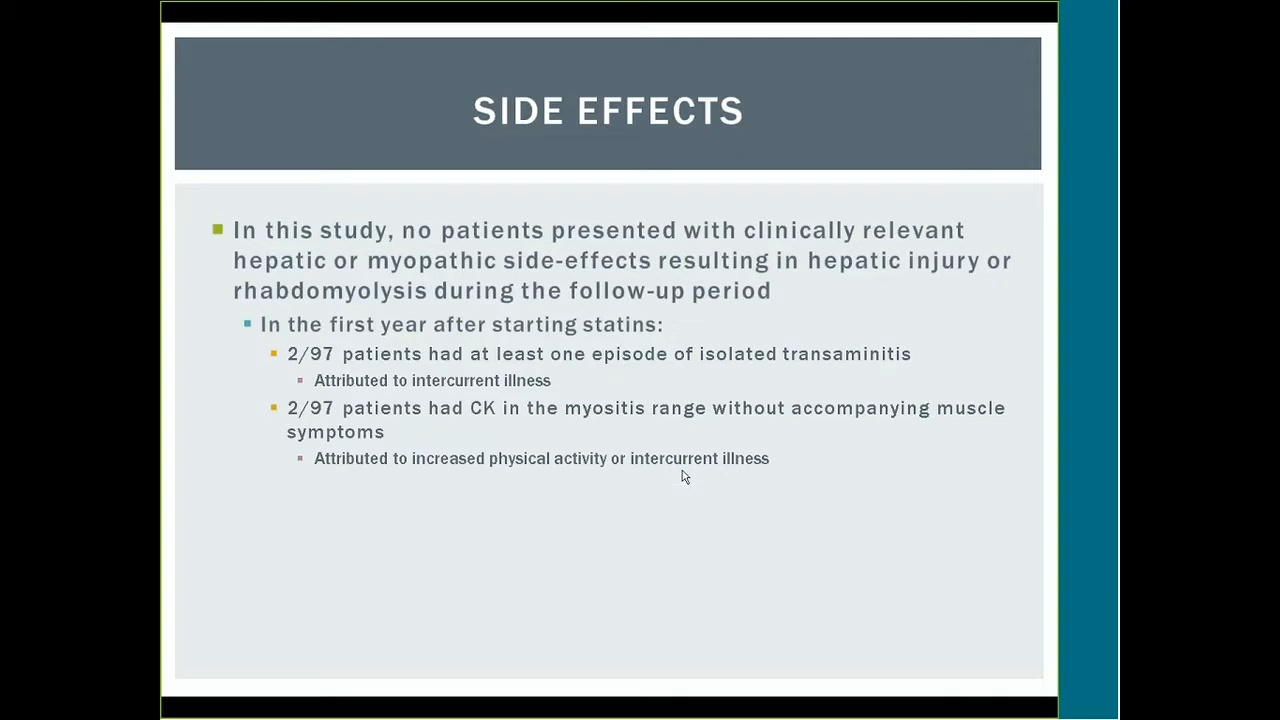 SIDE EFFECTS
In this study, no patients presented with clinically relevant
hepatic or myopathic side-effects resulting in hepatic injury or
rhabdomyolysis during the follow-up period
In the first year after starting statins:
2/97 patients had at least one episode of isolated transaminitis
Attributed to intercurrent illness
2/97 patients had CK in the myositis range without accompanying muscle
symptoms
Attributed to increased physical activity or intercurrent illness